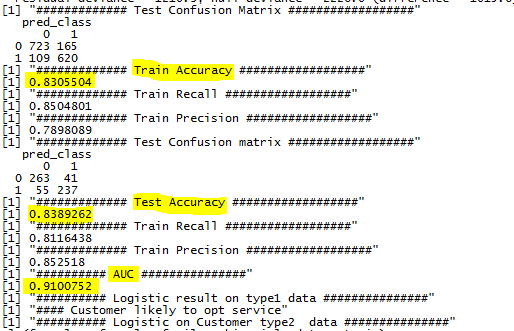 [1] "############# Test Confusion Matrix ##################"
pred_class
0 1
0 723 165
1 109 620
[1] "############# Train Accuracy ##################"
[1] 0.8305504
[1] "############# Train Recall ##################"
[1] 0.8504801
[1] "############# Train Precision ##################"
[1] 0.7898089
[1] "############# Test Confusion matrix ##################"
pred_class
0 1
0 263 41
1 55 237
[1] "############# Test Accuracy ##################"
[1] 0.8389262
[1] "############# Train Recall ##################"
[1] 0.8116438
[1] "############# Train Precision ##################"
[1] 0.852518
[1] "########## AUC ###############"
[1] 0.9100752
[1] "########## Logistic result on type1 data ###############"
[1] "#### Customer likely to opt service"
[1] "########## Logistic on Customer type2 data ###############"